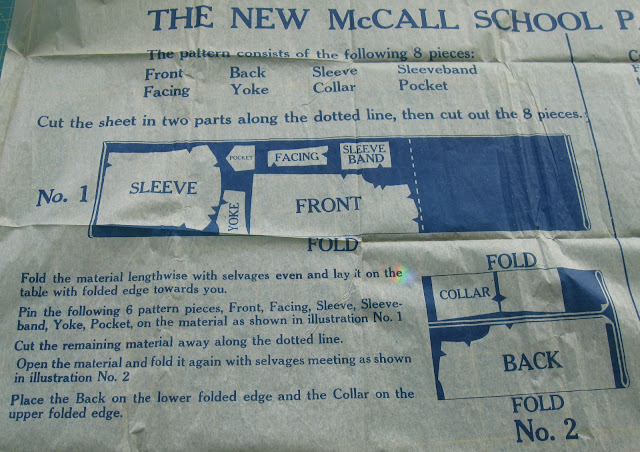 THE NEW McCALL SCHOOL
The pattern consists of the following 8 pieces:
Front Back Sleeve Sleeveband
Facing Yoke Collar Pocket
Cut the sheet in two parts along the dotted line, then cut out the 8 pieces.
No. 1
SLEEVE
POCKET
FACING
SLEEVE
BAND
YOKE
FRONT
FOLD
Fold the material lengthwise with selvages even and lay it on the
table with folded edge towards you.
Pin the following 6 pattern pieces, Front, Facing, Sleeve, Sleeve-
band, Yoke, Pocket, on the material as shown in illustration No. 1
Cut the remaining material away along the dotted line.
Open the material and fold it again with selvages meeting as shown
in illustration No. 2
Place the Back on the lower folded edge and the Collar on the
upper folded edge.
FOLD
COLLAR
BACK
FOLD
No. 2